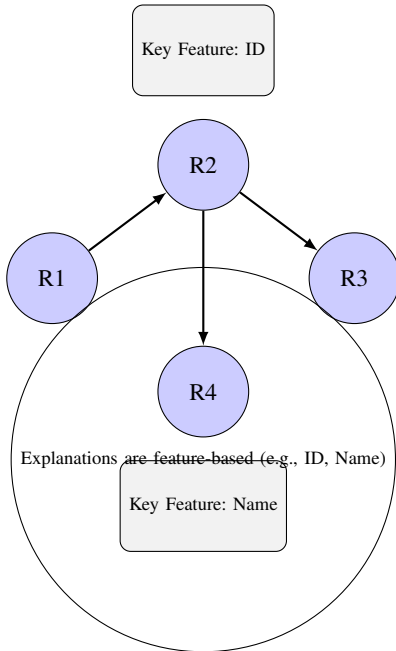 Key Feature: ID
R2
R1
R3
R4
Explanations are feature-based (e.g., ID, Name)
Key Feature: Name